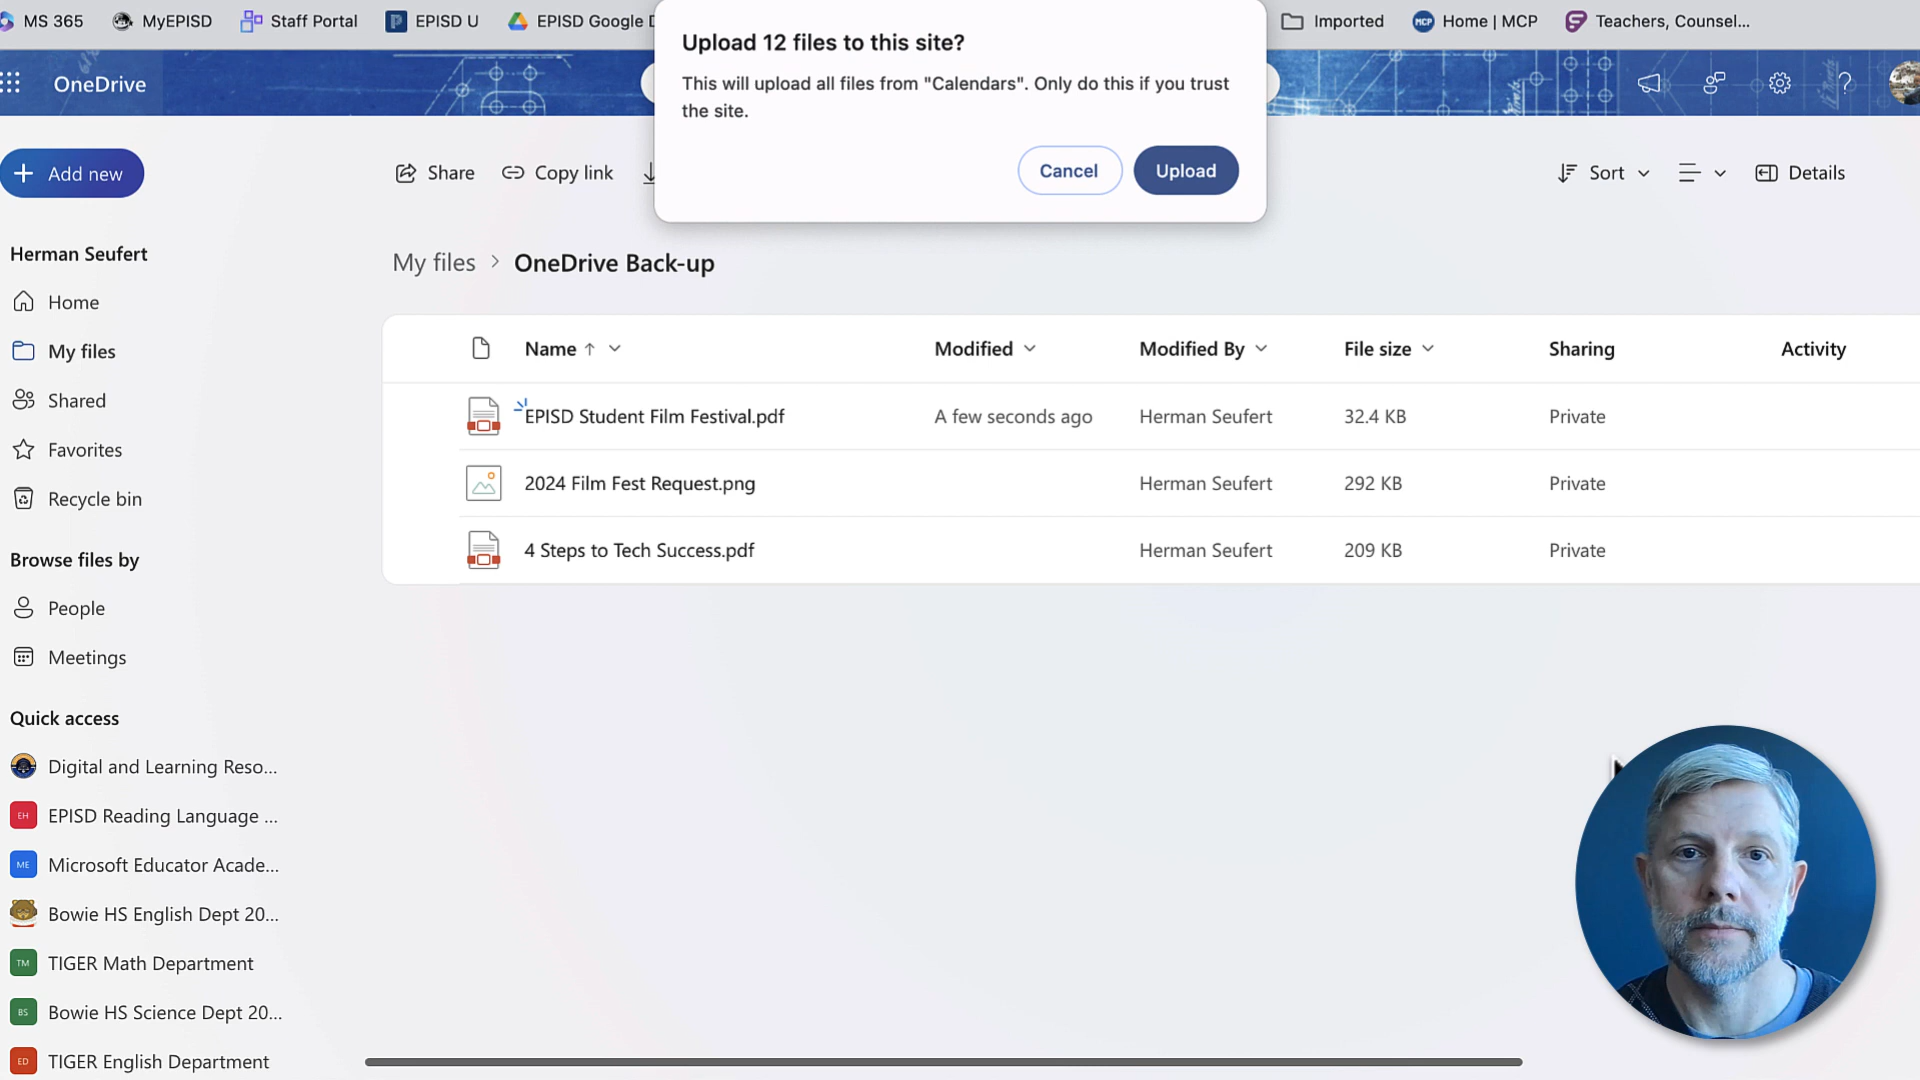 MS 365
MyEPISD
Staff Portal
EPISD U
EPISD Google
Imported
Home | MCP
Teachers, Counsel...
Upload 12 files to this site?
This will upload all files from "Calendars". Only do this if you trust
the site.
Cancel
Upload
OneDrive
Add new
Share
Copy link
Sort
Details
My files > OneDrive Back-up
Herman Seufert
Home
My files
Shared
Favorites
Recycle bin
Browse files by
People
Meetings
Quick access
Digital and Learning Reso...
EH EPISD Reading Language ...
ME Microsoft Educator Acade...
Bowie HS English Dept 20...
TM TIGER Math Department
BS Bowie HS Science Dept 20...
ED TIGER English Department
Name Modified Modified By File size Sharing Activity
EPISD Student Film Festival.pdf A few seconds ago Herman Seufert 32.4 KB Private
2024 Film Fest Request.png Herman Seufert 292 KB Private
4 Steps to Tech Success.pdf Herman Seufert 209 KB Private